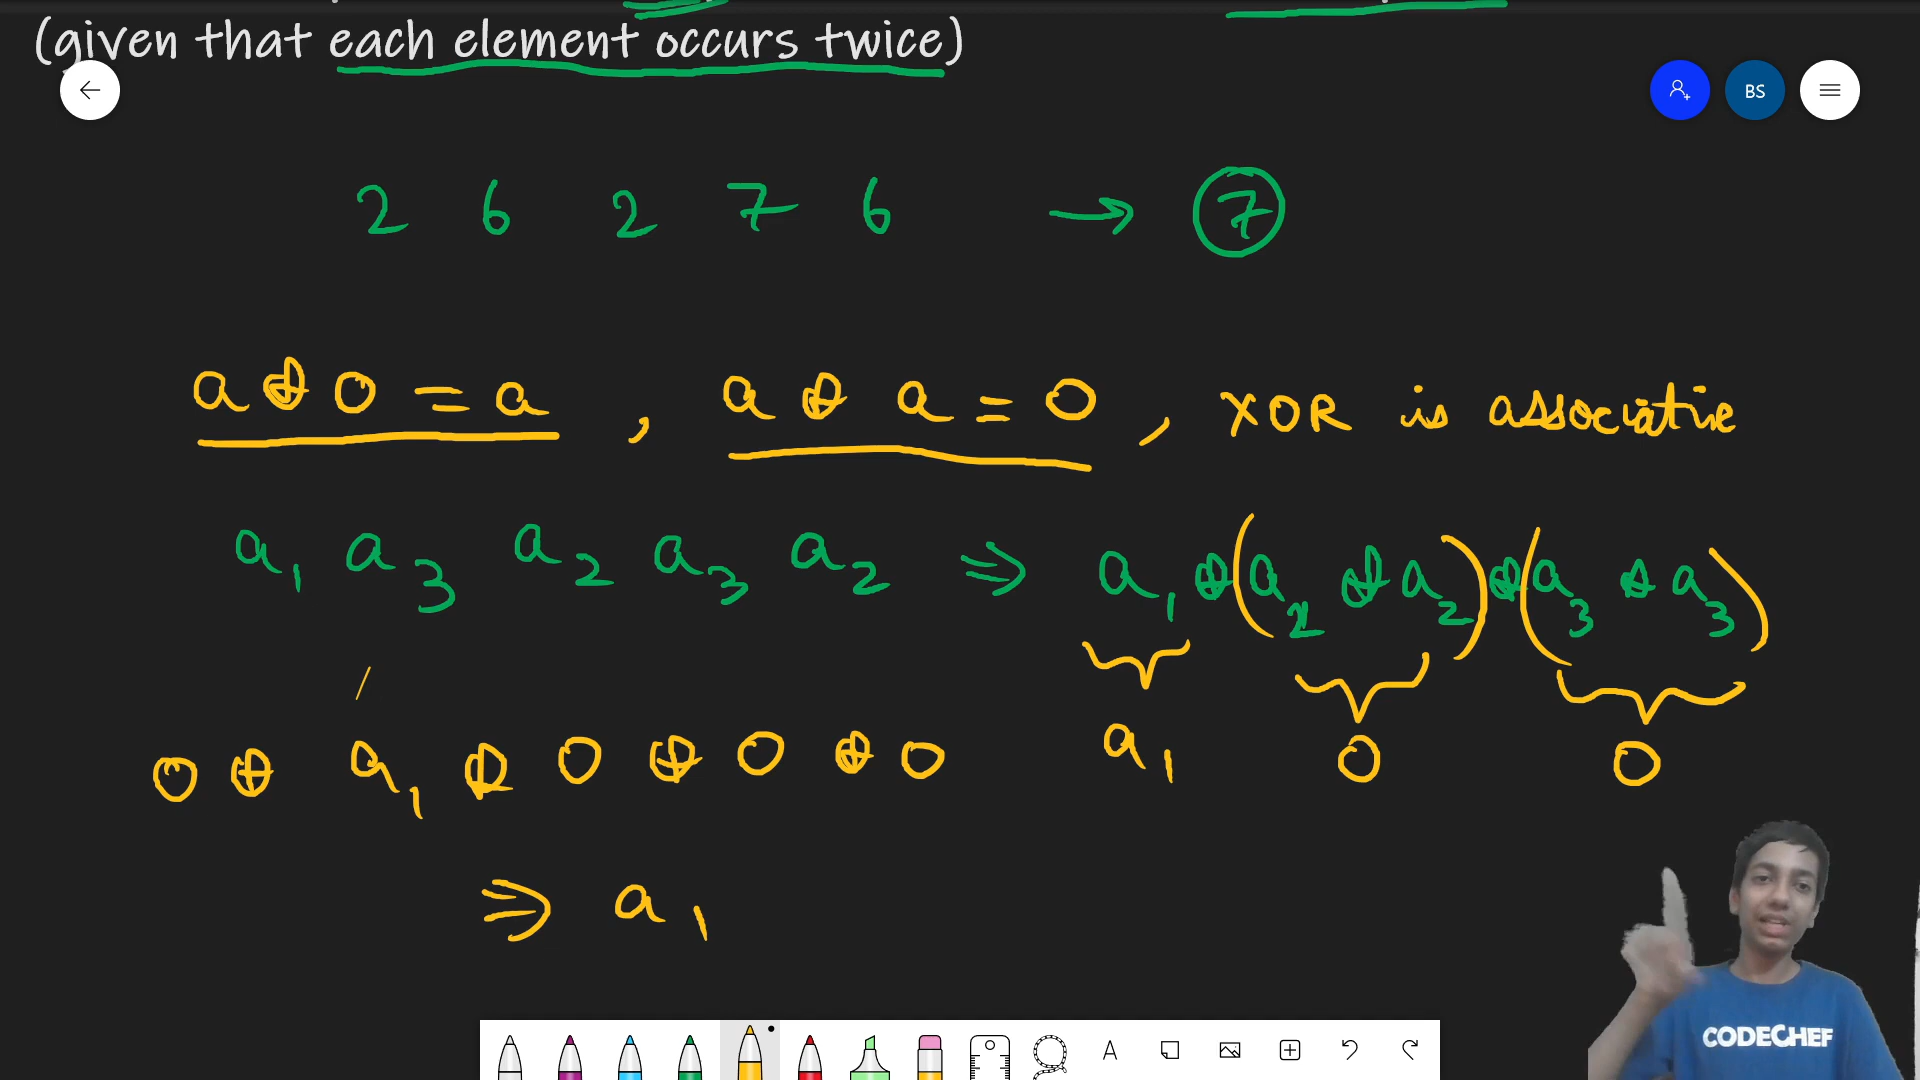 (given that each element occurs twice)
BS
2 6 2 7 6 → 7
a ⊕ 0 = a , a ⊕ a = 0 , XOR is associative
a₁ a₃ a₂ a₃ a₂ ⇒ a₁ ⊕ (a₂ ⊕ a₂) ⊕ (a₃ ⊕ a₃)
0 ⊕ a₁ ⊕ 0 ⊕ 0 ⊕ 0 a₁ 0 0
⇒ a₁
CODECHEF
A